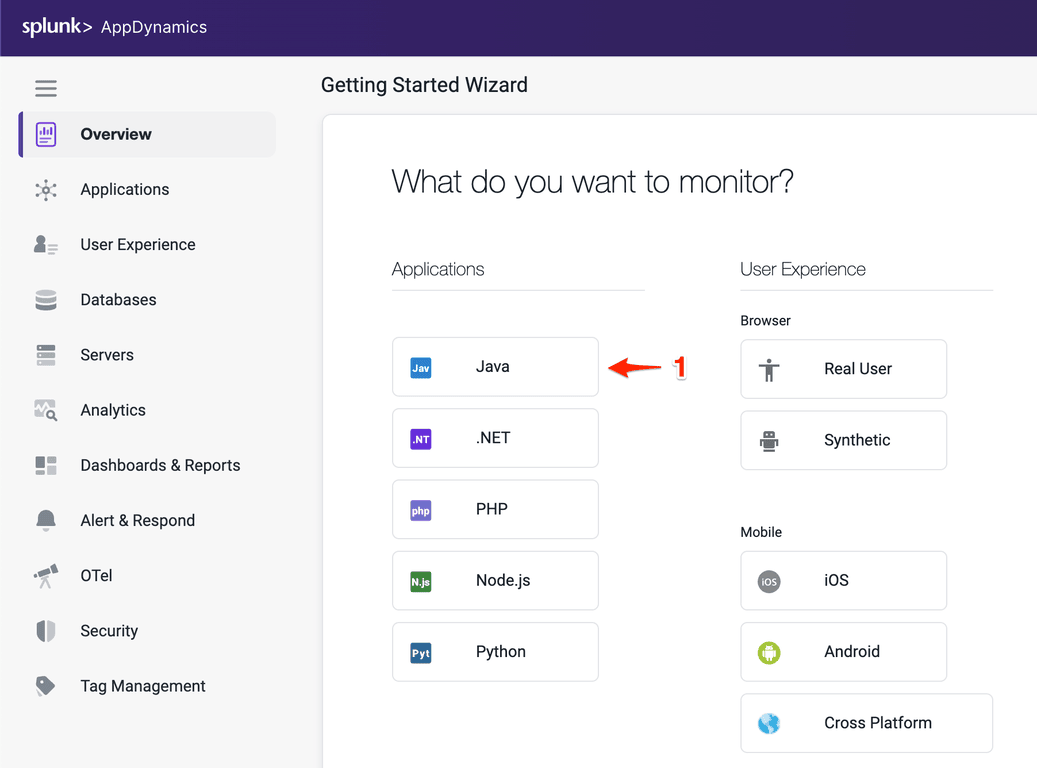 splunk> AppDynamics
Getting Started Wizard
Overview
Applications
User Experience
Databases
Servers
Analytics
Dashboards & Reports
Alert & Respond
OTel
Security
Tag Management
What do you want to monitor?
Applications
Jav Java
1
.NT .NET
php PHP
N.js Node.js
Pyt Python
User Experience
Browser
Real User
Synthetic
Mobile
iOS iOS
Android
Cross Platform